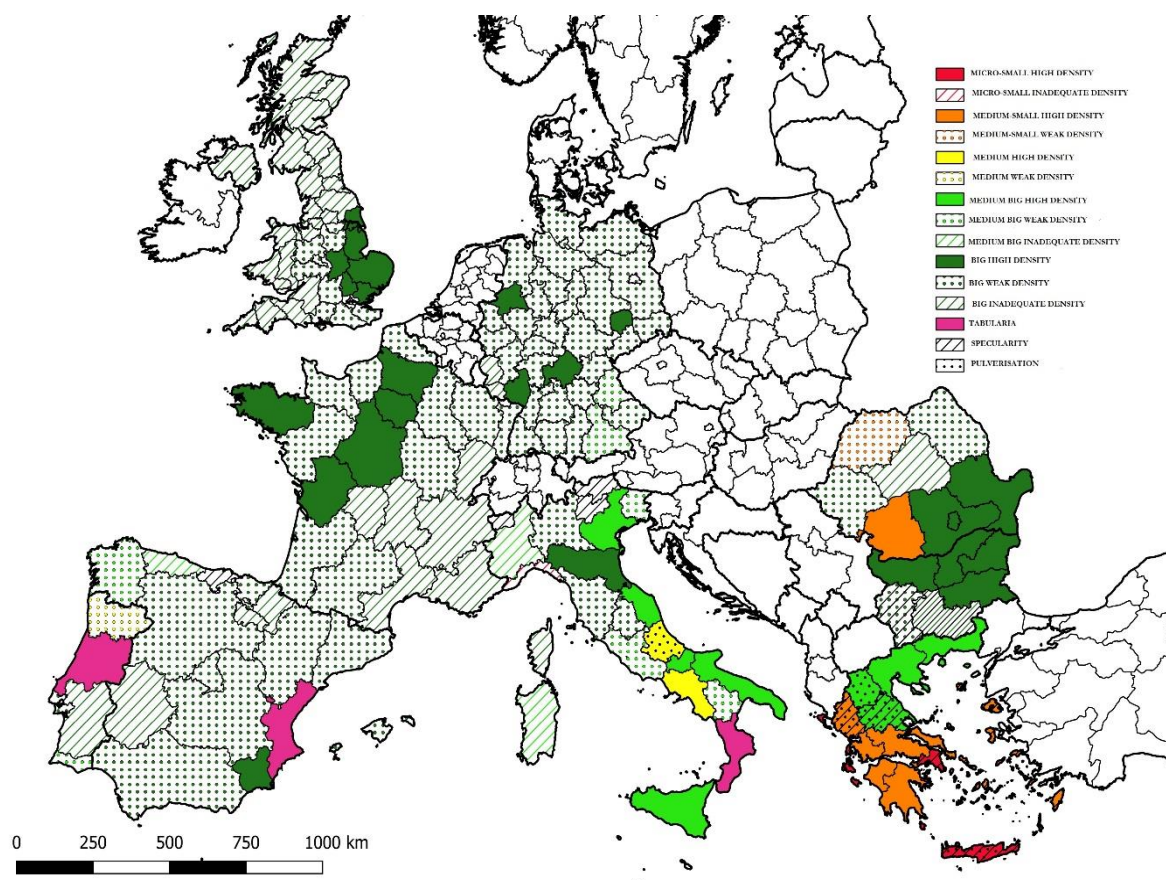 MICRO-SMALL HIGH DENSITY
MICRO-SMALL INADEQUATE DENSITY
MEDIUM-SMALL HIGH DENSITY
MEDIUM-SMALL WEAK DENSITY
MEDIUM HIGH DENSITY
MEDIUM WEAK DENSITY
MEDIUM BIG HIGH DENSITY
MEDIUM BIG WEAK DENSITY
MEDIUM BIG INADEQUATE DENSITY
BIG HIGH DENSITY
BIG WEAK DENSITY
BIG INADEQUATE DENSITY
TABULARIA
SPECULARITY
PULVERISATION
0 250 500 750 1000 km